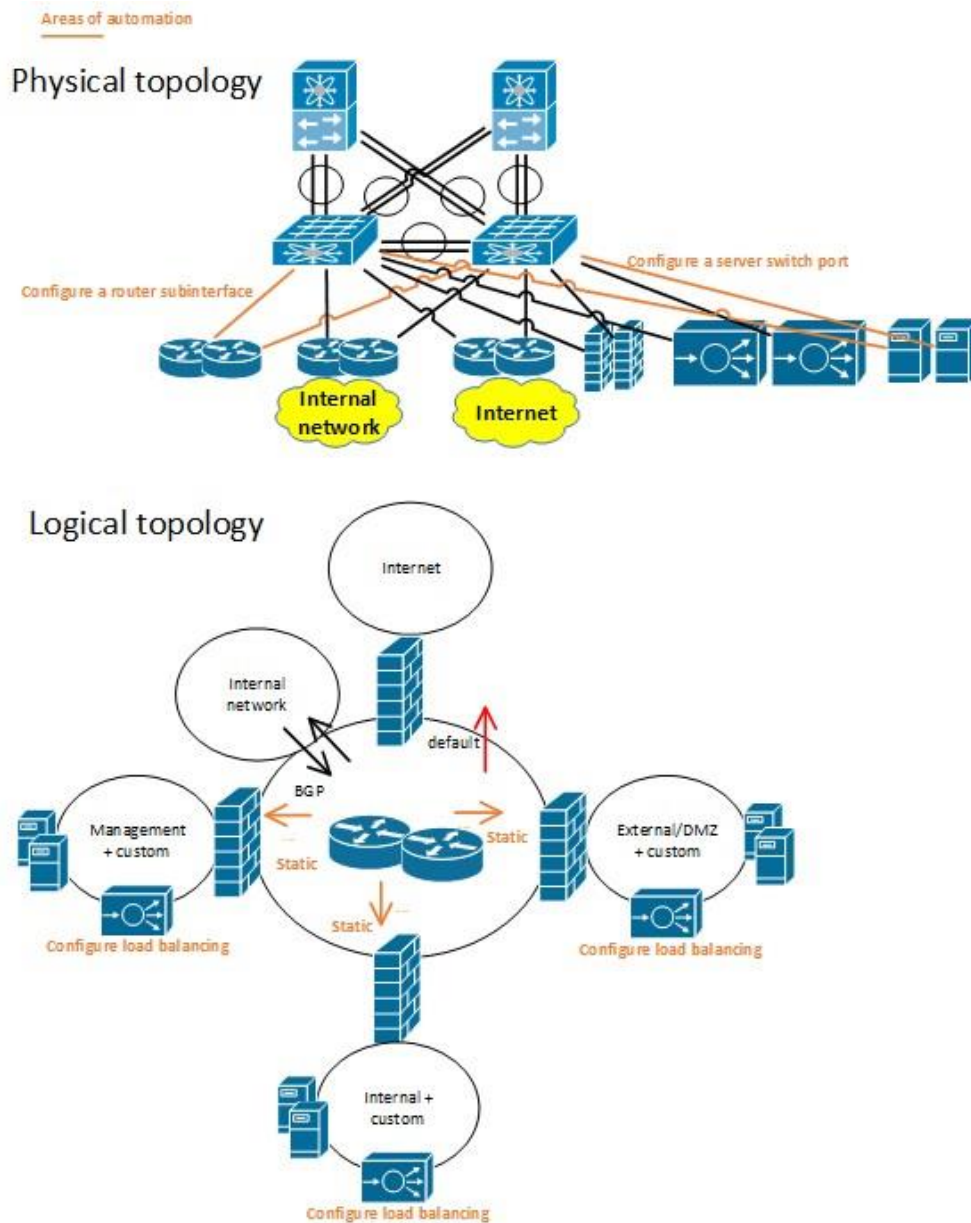 Areas of automation
Physical topology
Configure a server switch port
Configure a router subinterface
Internal
network
Internet
Logical topology
Internet
Internal
network
default
BGP
Management
+ custom
...
Static
...
Static
External/DMZ
+ custom
...
Static
Configure load balancing
Configure load balancing
Internal +
custom
Configure load balancing